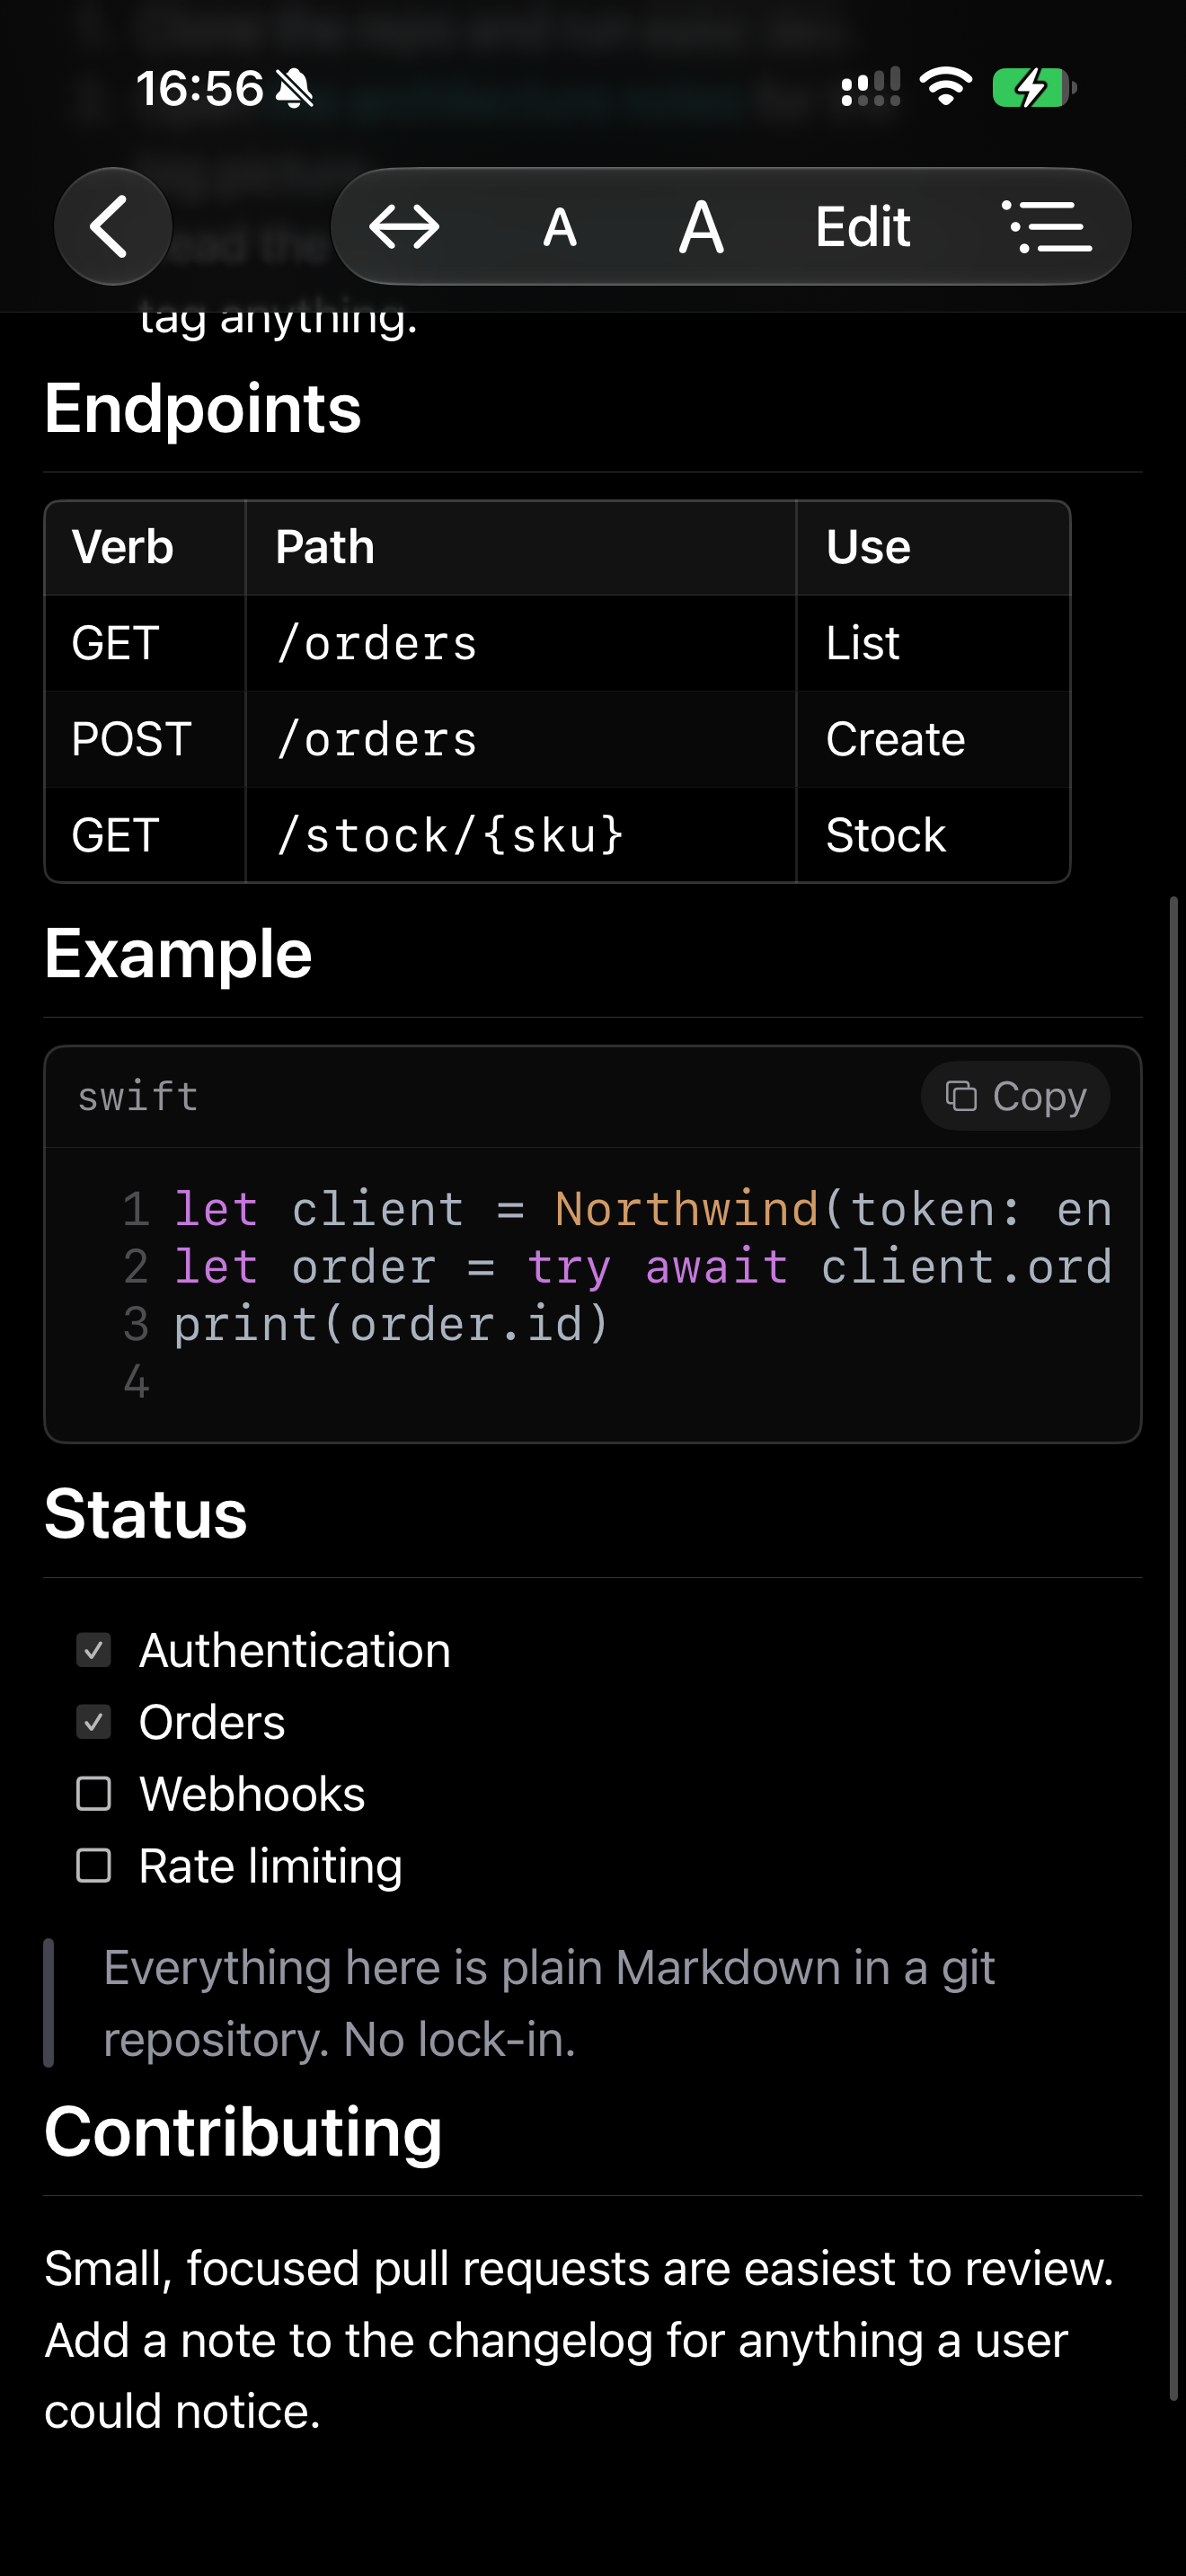 16:56
A A Edit
tag anything.
Endpoints
Verb Path Use
GET /orders List
POST /orders Create
GET /stock/{sku} Stock
Example
swift Copy
1 let client = Northwind(token: en
2 let order = try await client.ord
3 print(order.id)
4
Status
Authentication
Orders
Webhooks
Rate limiting
Everything here is plain Markdown in a git
repository. No lock-in.
Contributing
Small, focused pull requests are easiest to review.
Add a note to the changelog for anything a user
could notice.